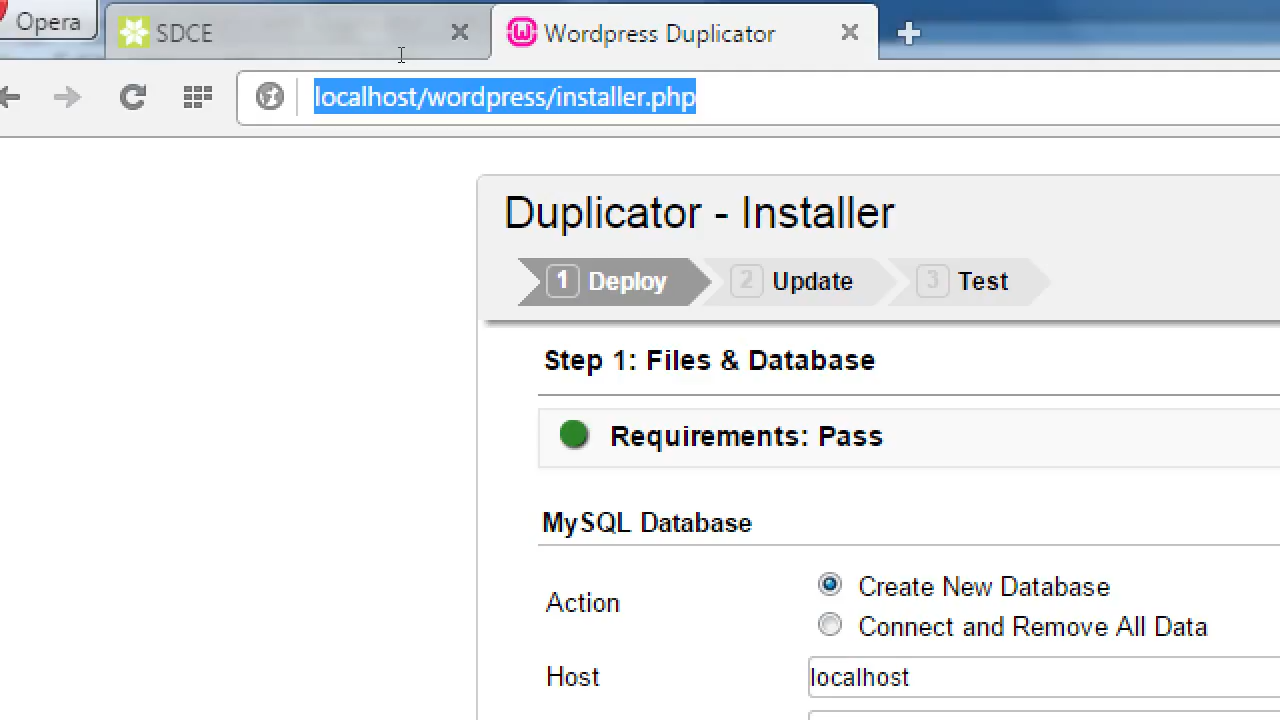 Opera
SDCE
Wordpress Duplicator
localhost/wordpress/installer.php
Duplicator - Installer
1 Deploy 2 Update 3 Test
Step 1: Files & Database
Requirements: Pass
MySQL Database
Action
Create New Database
Connect and Remove All Data
Host
localhost